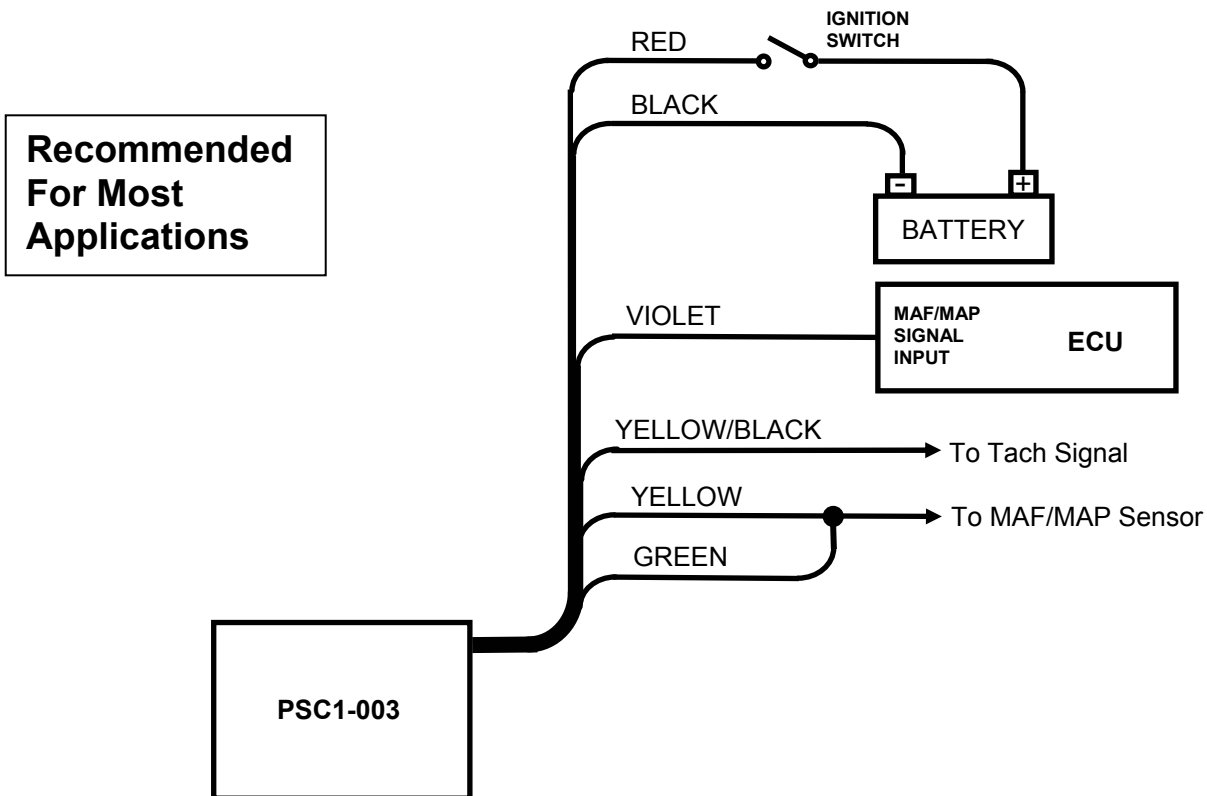 IGNITION
SWITCH
RED
BLACK
Recommended
For Most
Applications
- +
BATTERY
VIOLET
MAF/MAP
SIGNAL
INPUT
ECU
YELLOW/BLACK
To Tach Signal
YELLOW
To MAF/MAP Sensor
GREEN
PSC1-003